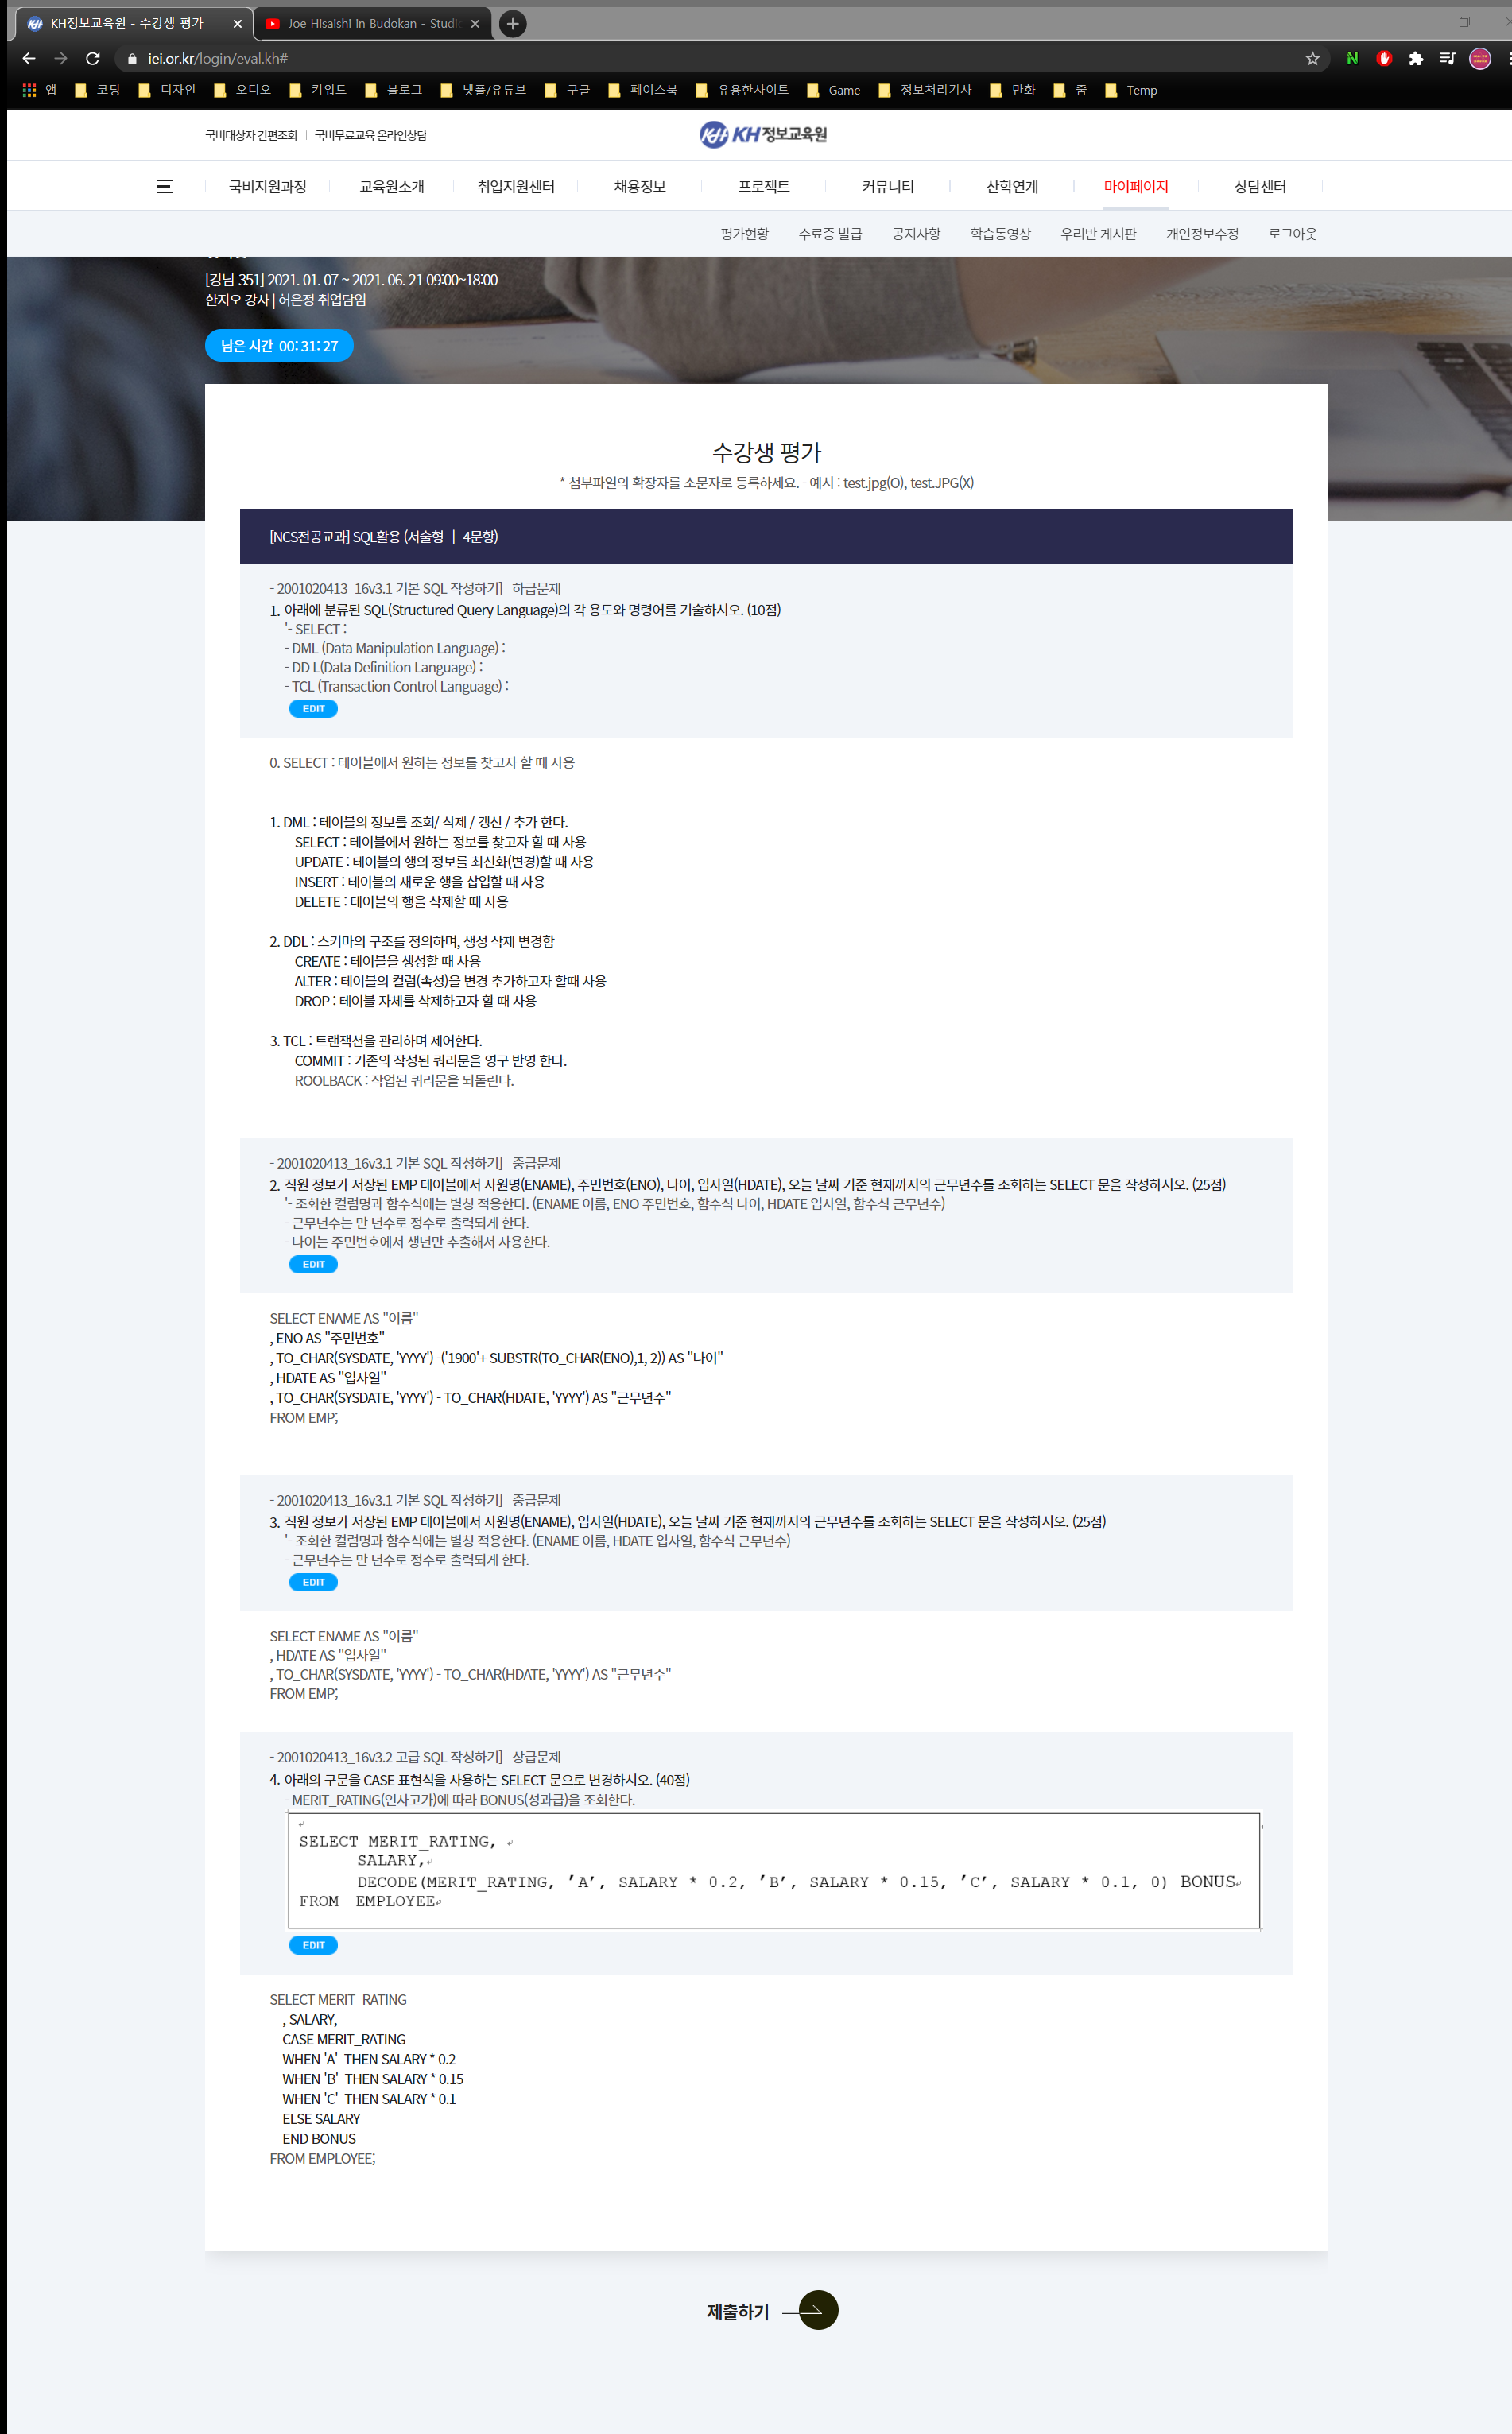 KH정보교육원 - 수강생 평가
Joe Hisaishi in Budokan - Studi
iei.or.kr/login/eval.kh#
앱 코딩 디자인 오디오 키워드 블로그 넷플/유튜브 구글 페이스북 유용한사이트 Game 정보처리기사 만화 줌 Temp
국비대상자 간편조회 | 국비무료교육 온라인상담
KH 정보교육원
국비지원과정 교육원소개 취업지원센터 채용정보 프로젝트 커뮤니티 산학연계 마이페이지 상담센터
평가현황 수료증 발급 공지사항 학습동영상 우리반 게시판 개인정보수정 로그아웃
[강남 351] 2021. 01. 07 ~ 2021. 06. 21 09:00~18:00
한지오 강사 | 허은정 취업담임
남은 시간 00: 31: 27
수강생 평가
* 첨부파일의 확장자를 소문자로 등록하세요. - 예시 : test.jpg(O), test.JPG(X)
[NCS전공교과] SQL활용 (서술형 | 4문항)
- 2001020413_16v3.1 기본 SQL 작성하기] 하급문제
1. 아래에 분류된 SQL(Structured Query Language)의 각 용도와 명령어를 기술하시오. (10점)
'- SELECT :
- DML (Data Manipulation Language) :
- DD L(Data Definition Language) :
- TCL (Transaction Control Language) :
EDIT
0. SELECT : 테이블에서 원하는 정보를 찾고자 할 때 사용
1. DML : 테이블의 정보를 조회/ 삭제 / 갱신 / 추가 한다.
SELECT : 테이블에서 원하는 정보를 찾고자 할 때 사용
UPDATE : 테이블의 행의 정보를 최신화(변경)할 때 사용
INSERT : 테이블의 새로운 행을 삽입할 때 사용
DELETE : 테이블의 행을 삭제할 때 사용
2. DDL : 스키마의 구조를 정의하며, 생성 삭제 변경함
CREATE : 테이블을 생성할 때 사용
ALTER : 테이블의 컬럼(속성)을 변경 추가하고자 할때 사용
DROP : 테이블 자체를 삭제하고자 할 때 사용
3. TCL : 트랜잭션을 관리하며 제어한다.
COMMIT : 기존의 작성된 쿼리문을 영구 반영 한다.
ROOLBACK : 작업된 쿼리문을 되돌린다.
- 2001020413_16v3.1 기본 SQL 작성하기] 중급문제
2. 직원 정보가 저장된 EMP 테이블에서 사원명(ENAME), 주민번호(ENO), 나이, 입사일(HDATE), 오늘 날짜 기준 현재까지의 근무년수를 조회하는 SELECT 문을 작성하시오. (25점)
'- 조회한 컬럼명과 함수식에는 별칭 적용한다. (ENAME 이름, ENO 주민번호, 함수식 나이, HDATE 입사일, 함수식 근무년수)
- 근무년수는 만 년수로 정수로 출력되게 한다.
- 나이는 주민번호에서 생년만 추출해서 사용한다.
EDIT
SELECT ENAME AS "이름"
, ENO AS "주민번호"
, TO_CHAR(SYSDATE, 'YYYY') -('1900'+ SUBSTR(TO_CHAR(ENO),1, 2)) AS "나이"
, HDATE AS "입사일"
, TO_CHAR(SYSDATE, 'YYYY') - TO_CHAR(HDATE, 'YYYY') AS "근무년수"
FROM EMP;
- 2001020413_16v3.1 기본 SQL 작성하기] 중급문제
3. 직원 정보가 저장된 EMP 테이블에서 사원명(ENAME), 입사일(HDATE), 오늘 날짜 기준 현재까지의 근무년수를 조회하는 SELECT 문을 작성하시오. (25점)
'- 조회한 컬럼명과 함수식에는 별칭 적용한다. (ENAME 이름, HDATE 입사일, 함수식 근무년수)
- 근무년수는 만 년수로 정수로 출력되게 한다.
EDIT
SELECT ENAME AS "이름"
, HDATE AS "입사일"
, TO_CHAR(SYSDATE, 'YYYY') - TO_CHAR(HDATE, 'YYYY') AS "근무년수"
FROM EMP;
- 2001020413_16v3.2 고급 SQL 작성하기] 상급문제
4. 아래의 구문을 CASE 표현식을 사용하는 SELECT 문으로 변경하시오. (40점)
- MERIT_RATING(인사고가)에 따라 BONUS(성과급)을 조회한다.
SELECT MERIT_RATING,
SALARY,
DECODE(MERIT_RATING, ’A’, SALARY * 0.2, ’B’, SALARY * 0.15, ’C’, SALARY * 0.1, 0) BONUS
FROM EMPLOYEE
EDIT
SELECT MERIT_RATING
, SALARY,
CASE MERIT_RATING
WHEN 'A' THEN SALARY * 0.2
WHEN 'B' THEN SALARY * 0.15
WHEN 'C' THEN SALARY * 0.1
ELSE SALARY
END BONUS
FROM EMPLOYEE;
제출하기